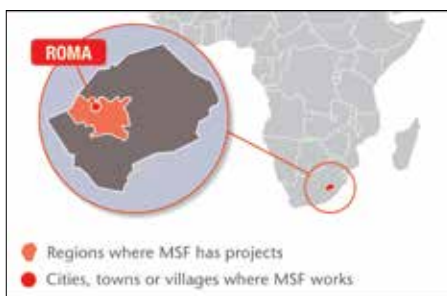 ROMA
Regions where MSF has projects
Cities, towns or villages where MSF works